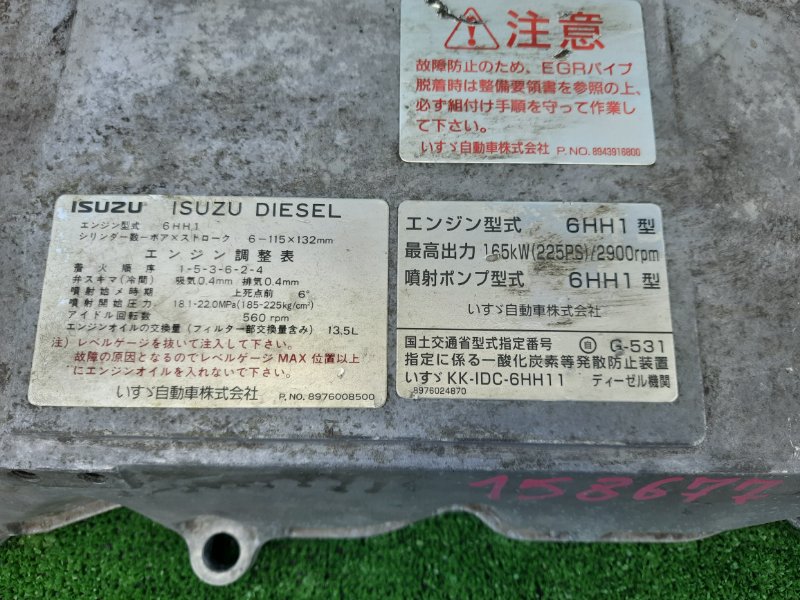 ⚠注意
故障防止のため、EGRパイプ
脱着時は整備要領書を参照の上、
必ず組付け手順を守って作業し
て下さい。
いすゞ自動車株式会社 P.NO. 8943916800
ISUZU ISUZU DIESEL
エンジン型式 6HH1
シリンダー数－ボア×ストローク 6－115×132mm
エンジン調整表
着火順序 1-5-3-6-2-4
弁スキマ(冷間) 吸気0.4mm 排気0.4mm
噴射始メ時期 上死点前 6°
噴射開始圧力 18.1-22.0MPa(185-225kg/cm²)
アイドル回転数 560 rpm
エンジンオイルの交換量(フィルター部交換量含み) 13.5L
注)レベルゲージを抜いて注入して下さい。
故障の原因となるのでレベルゲージMAX位置以上
にエンジンオイルを入れないで下さい。
いすゞ自動車株式会社 P.NO. 8976008500
エンジン型式 6HH1 型
最高出力 165kW(225PS)/2900rpm
噴射ポンプ型式 6HH1 型
いすゞ自動車株式会社
国土交通省型式指定番号 自 G-531
指定に係る一酸化炭素等発散防止装置
いすゞ KK-IDC-6HH11 ディーゼル機関
8976024870
158677